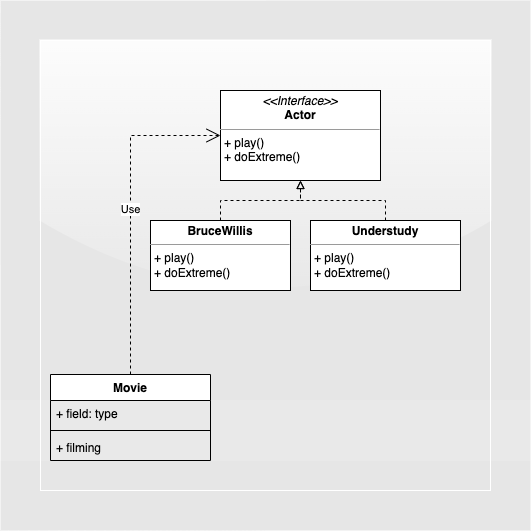 <<Interface>>
Actor
+ play()
+ doExtreme()
Use
BruceWillis
+ play()
+ doExtreme()
Understudy
+ play()
+ doExtreme()
Movie
+ field: type
+ filming